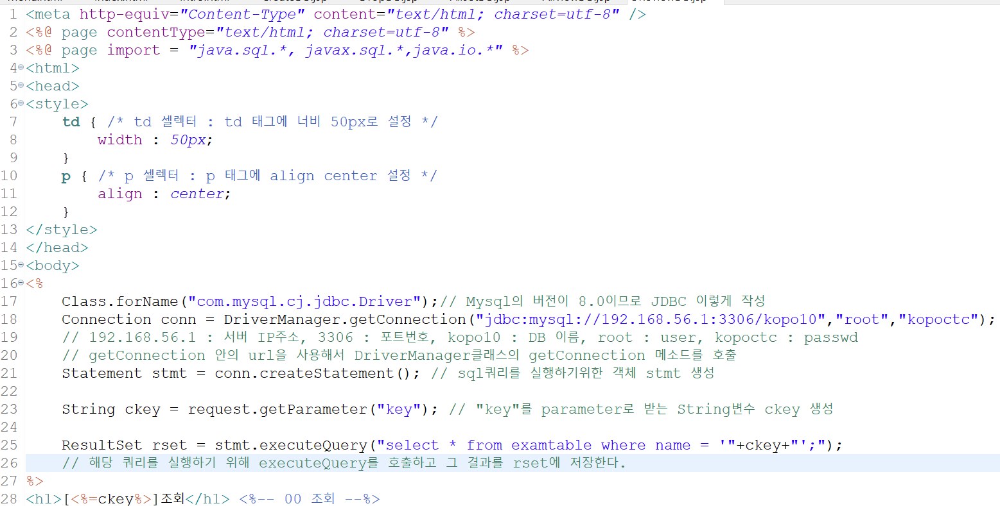 1 <meta http-equiv="Content-Type" content="text/html; charset=utf-8" />
2 <%@ page contentType="text/html; charset=utf-8" %>
3 <%@ page import = "java.sql.*, javax.sql.*,java.io.*" %>
4 <html>
5 <head>
6 <style>
7 td { /* td 셀렉터 : td 태그에 너비 50px로 설정 */
8 width : 50px;
9 }
10 p { /* p 셀렉터 : p 태그에 align center 설정 */
11 align : center;
12 }
13 </style>
14 </head>
15 <body>
16 <%
17 Class.forName("com.mysql.cj.jdbc.Driver");// Mysql의 버전이 8.0이므로 JDBC 이렇게 작성
18 Connection conn = DriverManager.getConnection("jdbc:mysql://192.168.56.1:3306/kopo10","root","kopoctc");
19 // 192.168.56.1 : 서버 IP주소, 3306 : 포트번호, kopo10 : DB 이름, root : user, kopoctc : passwd
20 // getConnection 안의 url을 사용해서 DriverManager클래스의 getConnection 메소드를 호출
21 Statement stmt = conn.createStatement(); // sql쿼리를 실행하기위한 객체 stmt 생성
22
23 String ckey = request.getParameter("key"); // "key"를 parameter로 받는 String변수 ckey 생성
24
25 ResultSet rset = stmt.executeQuery("select * from examtable where name = '"+ckey+"';");
26 // 해당 쿼리를 실행하기 위해 executeQuery를 호출하고 그 결과를 rset에 저장한다.
27 %>
28 <h1>[<%=ckey%>]조회</h1> <%-- 00 조회 --%>